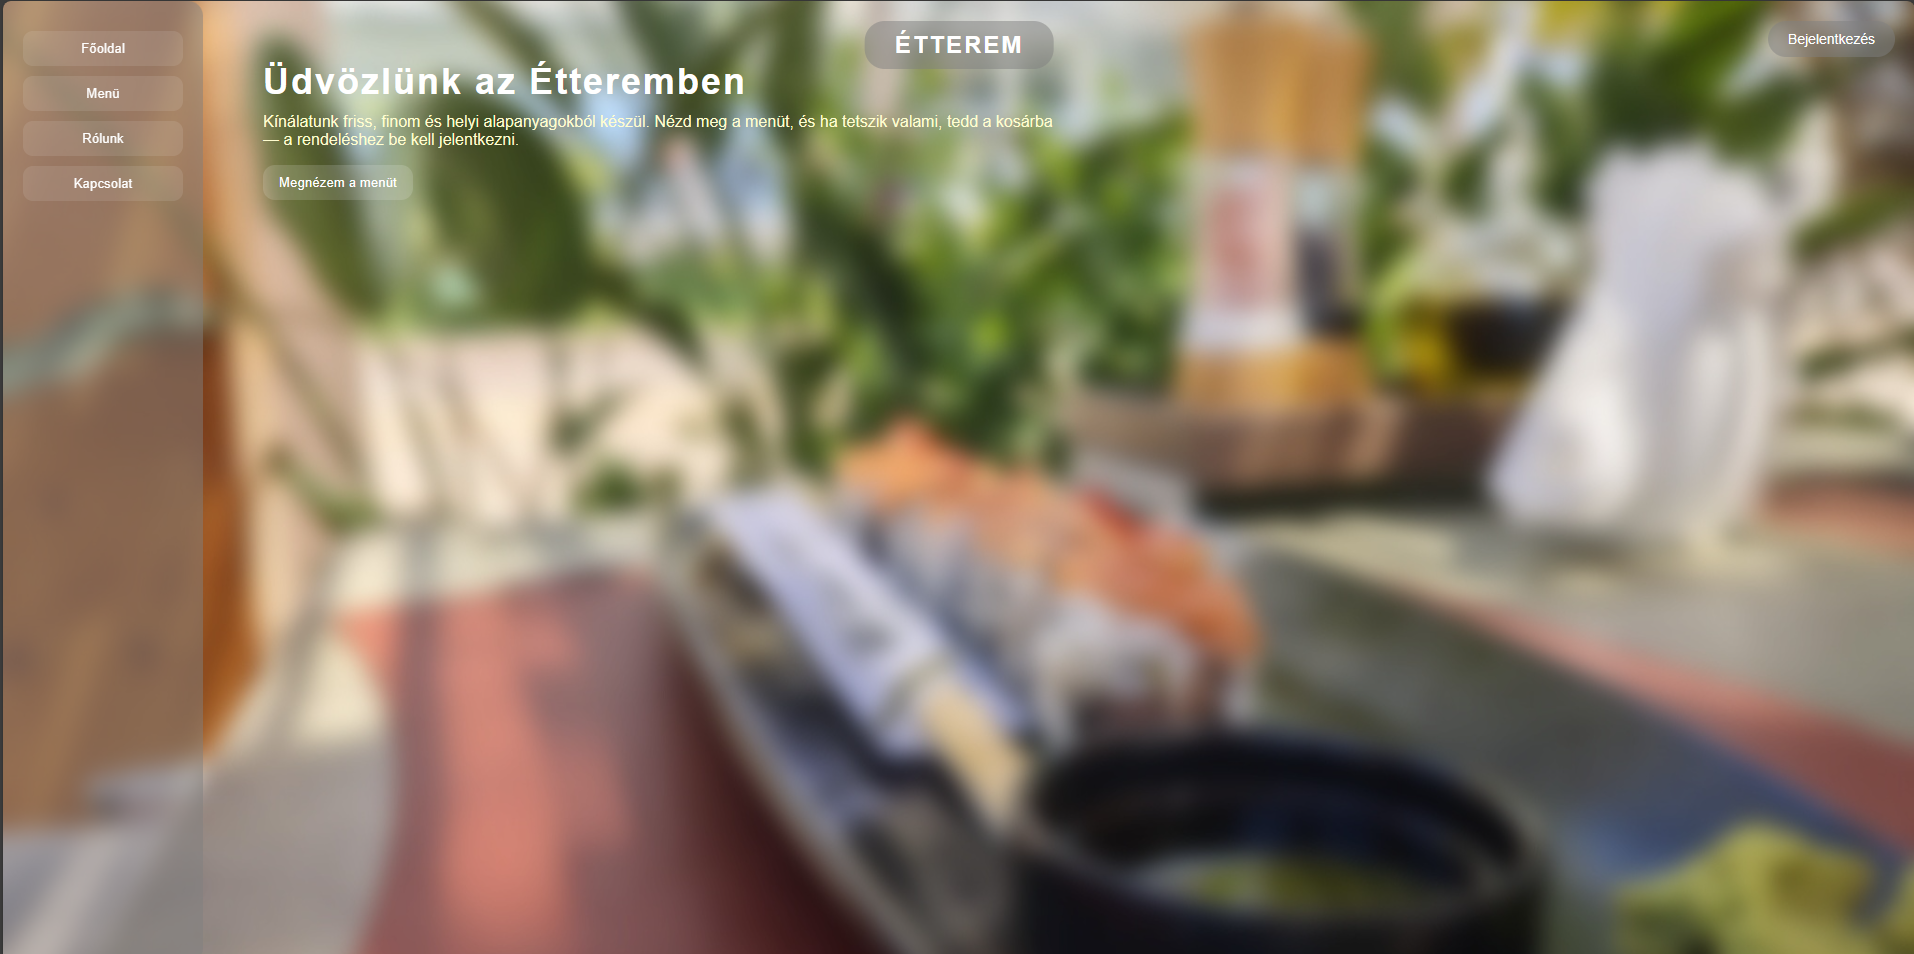 Főoldal
Menü
Rólunk
Kapcsolat
ÉTTEREM
Bejelentkezés
Üdvözlünk az Étteremben
Kínálatunk friss, finom és helyi alapanyagokból készül. Nézd meg a menüt, és ha tetszik valami, tedd a kosárba
— a rendeléshez be kell jelentkezni.
Megnézem a menüt